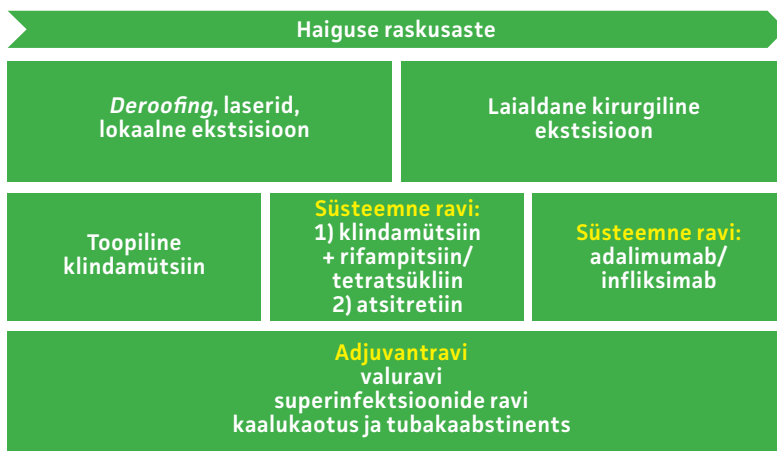 Haiguse raskusaste
Deroofing, laserid,
lokaalne ekstsisioon
Laialdane kirurgiline
ekstsisioon
Toopiline
klindamütsiin
Süsteemne ravi:
1) klindamütsiin
+ rifampitsiin/
tetratsükliin
2) atsitretiin
Süsteemne ravi:
adalimumab/
infliksimab
Adjuvantravi
valuravi
superinfektsioonide ravi
kaalukaotus ja tubakaabstinents